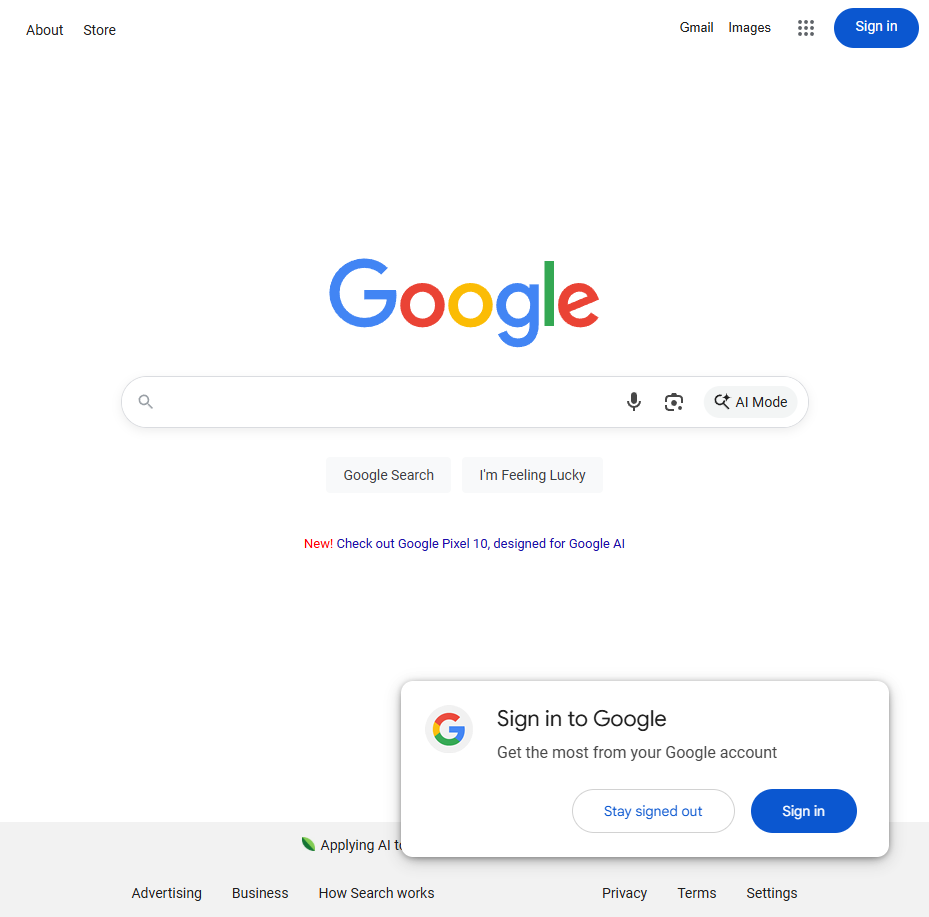 About Store
Gmail Images Sign in
Google
AI Mode
Google Search I'm Feeling Lucky
New! Check out Google Pixel 10, designed for Google AI
Sign in to Google
Get the most from your Google account
Stay signed out Sign in
Applying AI
Advertising Business How Search works
Privacy Terms Settings